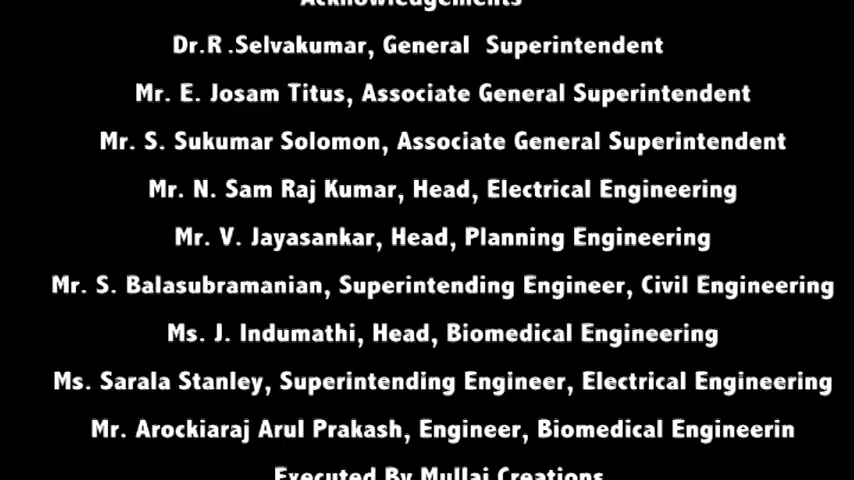 Acknowledgements
Dr.R .Selvakumar, General  Superintendent
Mr. E. Josam Titus, Associate General Superintendent
Mr. S. Sukumar Solomon, Associate General Superintendent
Mr. N. Sam Raj Kumar, Head, Electrical Engineering
Mr. V. Jayasankar, Head, Planning Engineering
Mr. S. Balasubramanian, Superintending Engineer, Civil Engineering
Ms. J. Indumathi, Head, Biomedical Engineering
Ms. Sarala Stanley, Superintending Engineer, Electrical Engineering
Mr. Arockiaraj Arul Prakash, Engineer, Biomedical Engineerin
Executed By Mullai Creations